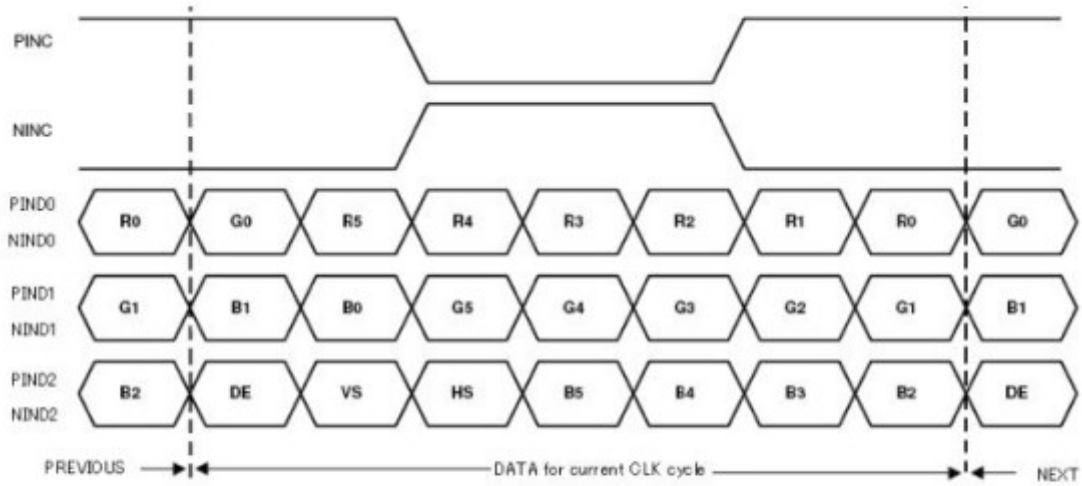 PINC
NINC
PIND0
R0 G0 R5 R4 R3 R2 R1 R0 G0
NIND0
PIND1
G1 B1 B0 G5 G4 G3 G2 G1 B1
NIND1
PIND2
B2 DE VS HS B5 B4 B3 B2 DE
NIND2
PREVIOUS DATA for current CLK cycle NEXT